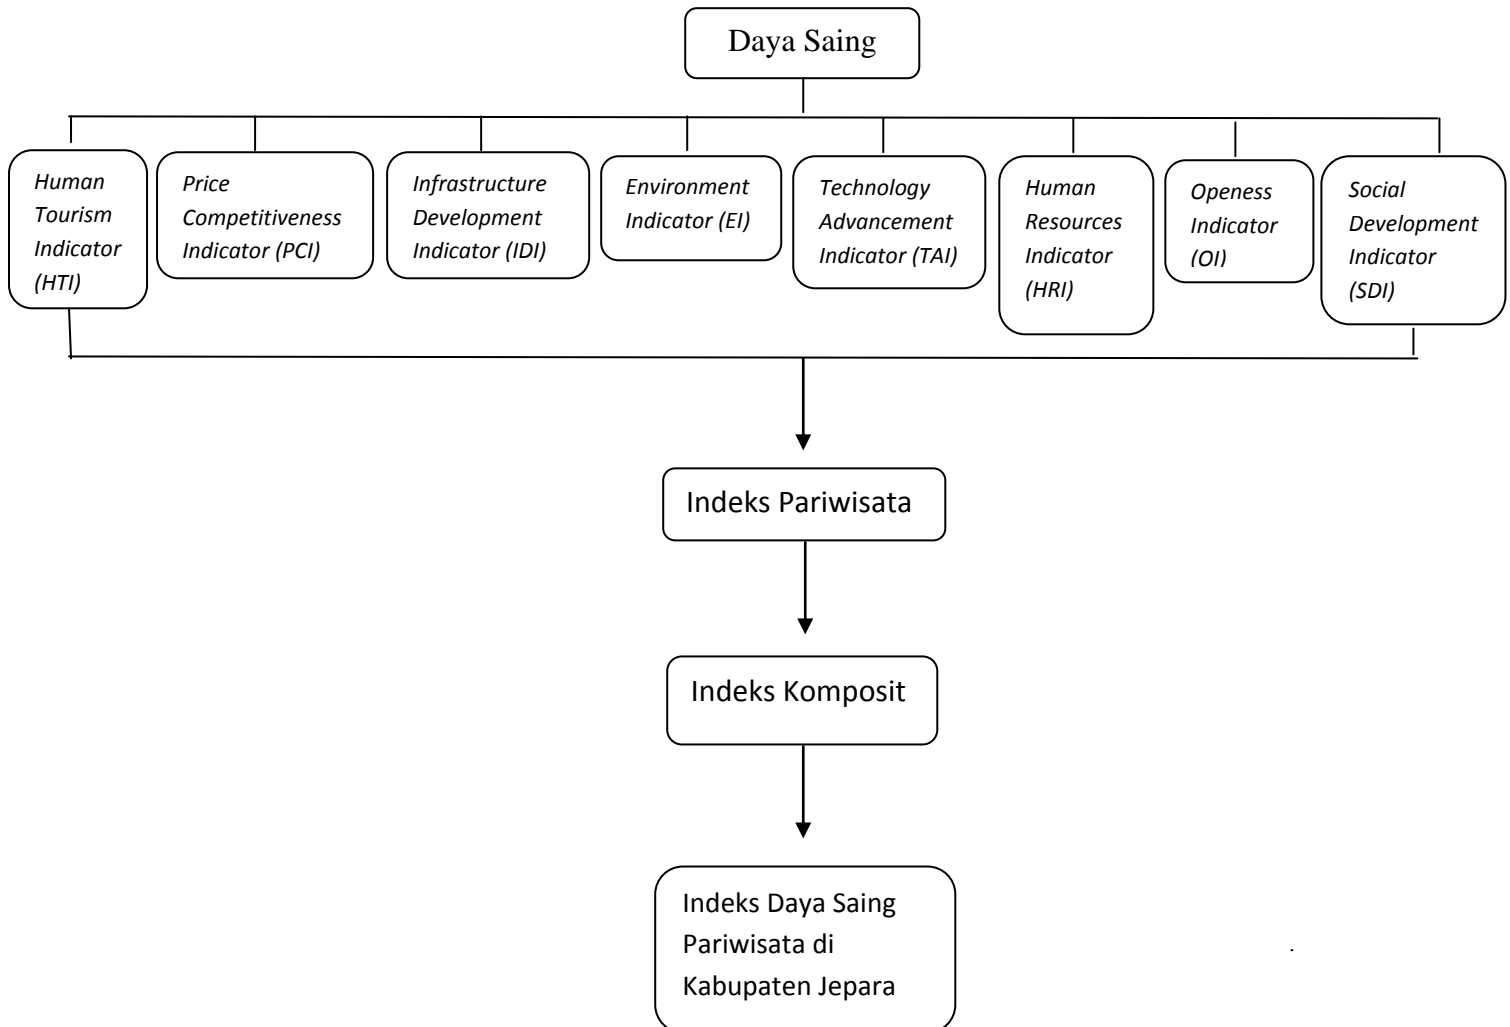 Daya Saing
Human
Tourism
Indicator
(HTI)
Price
Competitiveness
Indicator (PCI)
Infrastructure
Development
Indicator (IDI)
Environment
Indicator (EI)
Technology
Advancement
Indicator (TAI)
Human
Resources
Indicator
(HRI)
Openess
Indicator
(OI)
Social
Development
Indicator
(SDI)
Indeks Pariwisata
Indeks Komposit
Indeks Daya Saing
Pariwisata di
Kabupaten Jepara
.